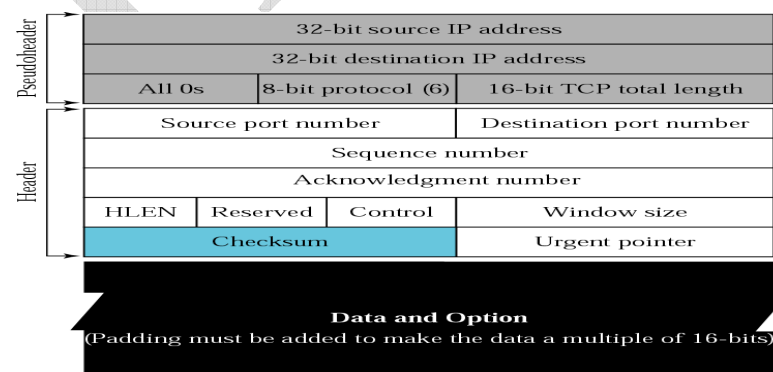 Pseudoheader
32-bit source IP address
32-bit destination IP address
All 0s 8-bit protocol (6) 16-bit TCP total length
Header
Source port number Destination port number
Sequence number
Acknowledgment number
HLEN Reserved Control Window size
Checksum Urgent pointer
Data and Option
(Padding must be added to make the data a multiple of 16-bits)